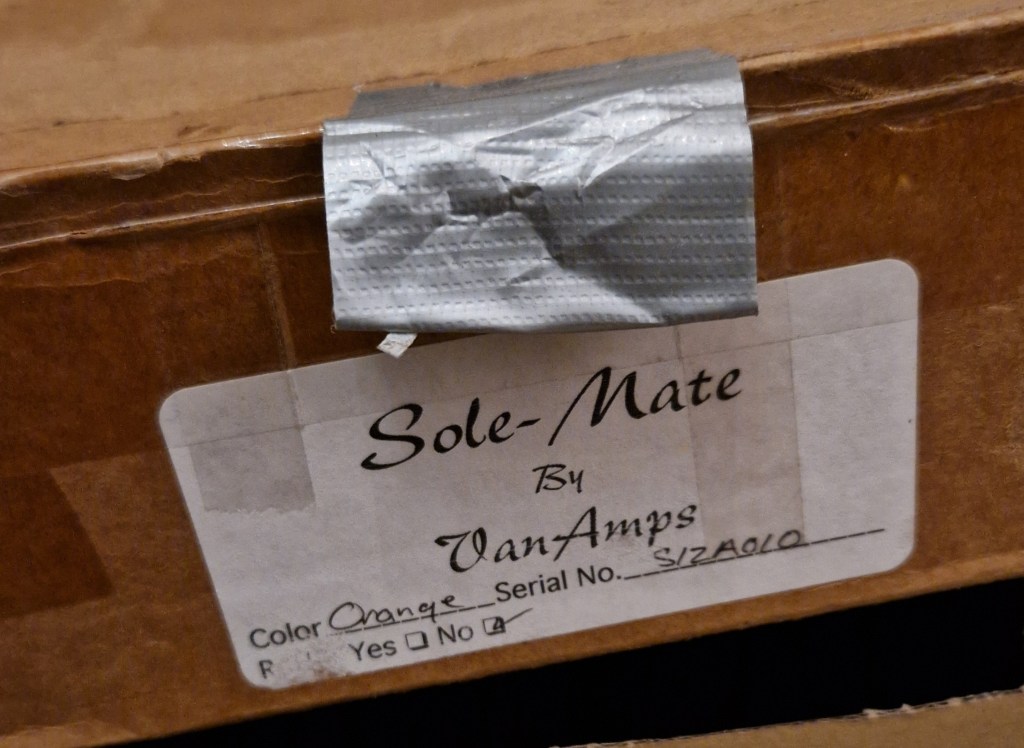 Sole-Mate
By
VanAmps
Color Orange Serial No. S12A010
Yes No